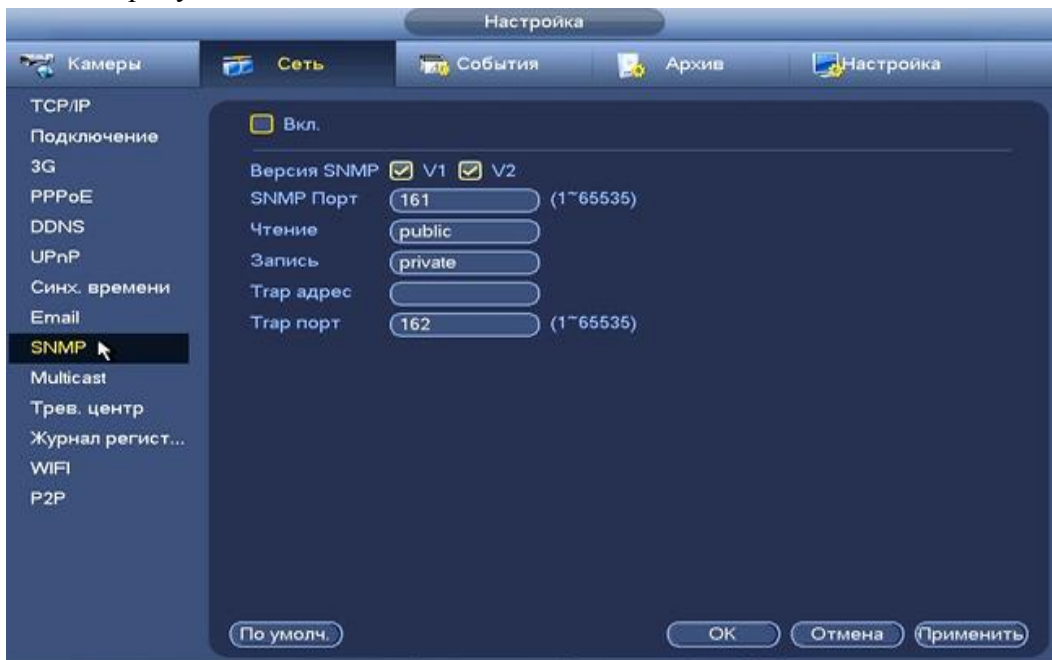 Настройка
Камеры Сеть События Архив Настройка
TCP/IP
Подключение
3G
PPPoE
DDNS
UPnP
Синх. времени
Email
SNMP
Multicast
Трев. центр
Журнал регист...
WIFI
P2P
Вкл.
Версия SNMP V1 V2
SNMP Порт 161 (1~65535)
Чтение public
Запись private
Trap адрес
Trap порт 162 (1~65535)
По умолч. OK Отмена Применить